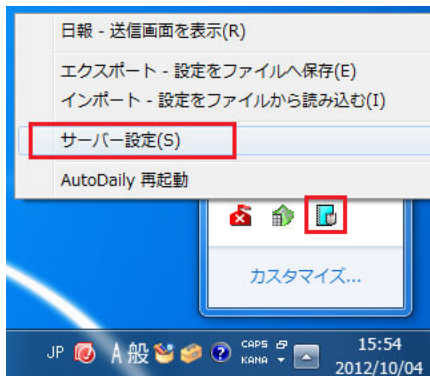 日報 - 送信画面を表示(R)
エクスポート - 設定をファイルへ保存(E)
インポート - 設定をファイルから読み込む(I)
サーバー設定(S)
AutoDaily 再起動
カスタマイズ...
JP A 般 CAPS KANA 15:54
2012/10/04